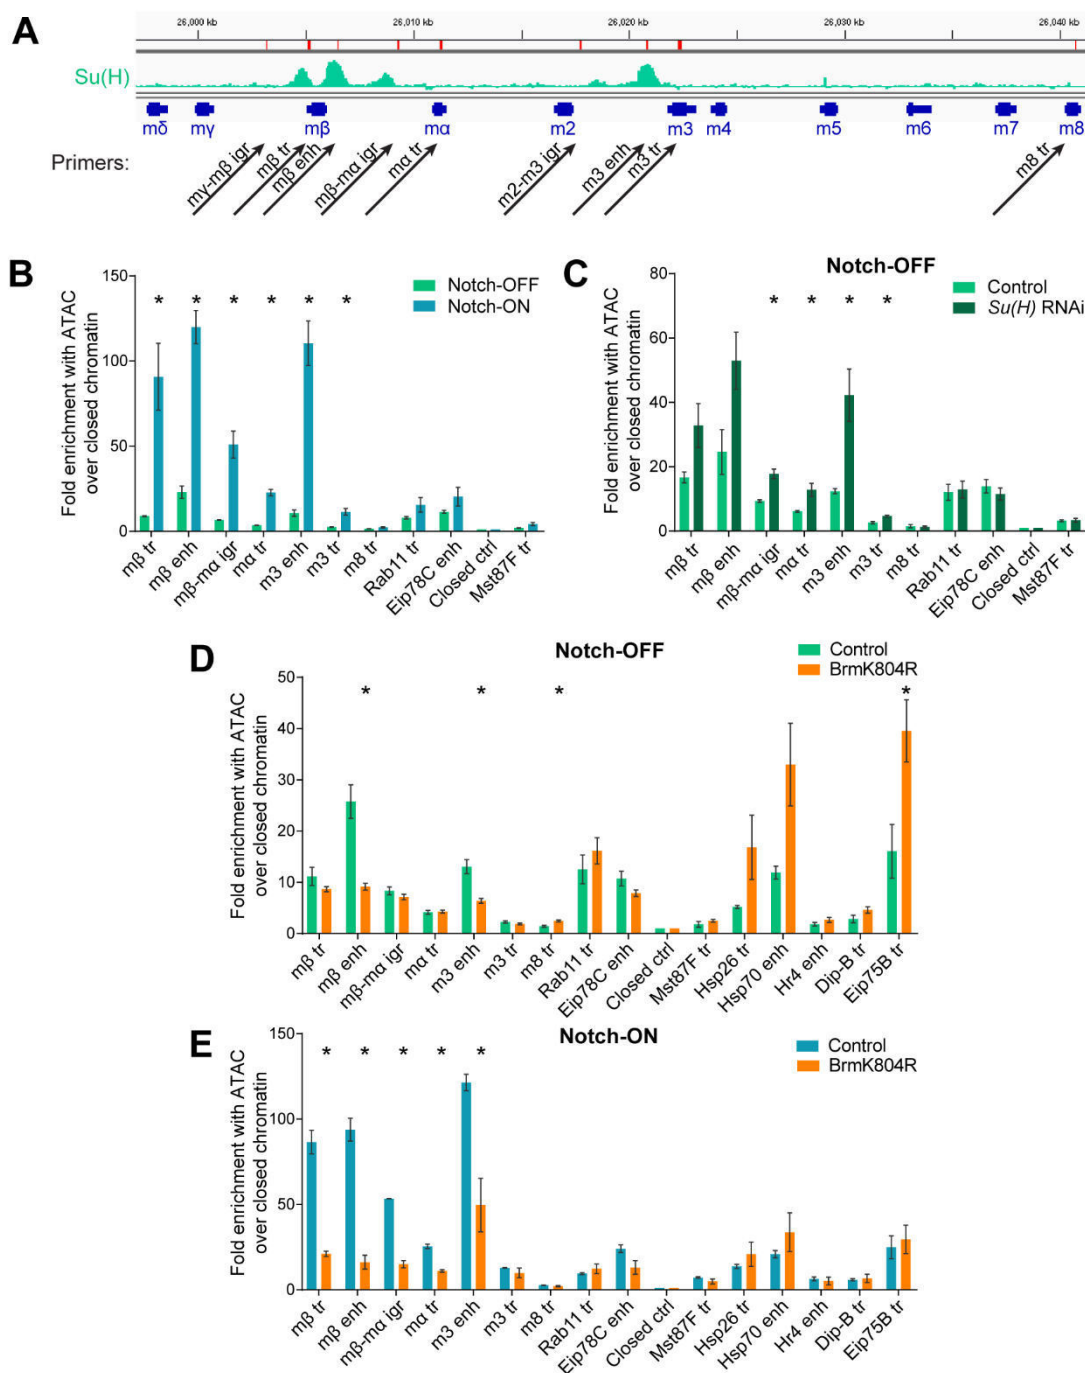 A
26,000 kb 26,010 kb 26,020 kb 26,030 kb 26,040 kb
Su(H)
mδ mγ mβ mα m2 m3 m4 m5 m6 m7 m8
Primers:
mγ-mβ igr
mβ tr
mβ enh
mβ-mα igr
mα tr
m2-m3 igr
m3 enh
m3 tr
m8 tr
B
Notch-OFF
Notch-ON
Fold enrichment with ATAC
over closed chromatin
150
100
50
0
* * * * * *
mβ tr
mβ enh
mβ-mα igr
mα tr
m3 enh
m3 tr
m8 tr
Rab11 tr
Eip78C enh
Closed ctrl
Mst87F tr
C
Notch-OFF
Control
Su(H) RNAi
Fold enrichment with ATAC
over closed chromatin
80
60
40
20
0
* * * *
mβ tr
mβ enh
mβ-mα igr
mα tr
m3 enh
m3 tr
m8 tr
Rab11 tr
Eip78C enh
Closed ctrl
Mst87F tr
D
Notch-OFF
Control
BrmK804R
Fold enrichment with ATAC
over closed chromatin
50
40
30
20
10
0
* * * *
mβ tr
mβ enh
mβ-mα igr
mα tr
m3 enh
m3 tr
m8 tr
Rab11 tr
Eip78C enh
Closed ctrl
Mst87F tr
Hsp26 tr
Hsp70 enh
Hr4 enh
Dip-B tr
Eip75B tr
E
Notch-ON
Control
BrmK804R
Fold enrichment with ATAC
over closed chromatin
150
100
50
0
* * * * *
mβ tr
mβ enh
mβ-mα igr
mα tr
m3 enh
m3 tr
m8 tr
Rab11 tr
Eip78C enh
Closed ctrl
Mst87F tr
Hsp26 tr
Hsp70 enh
Hr4 enh
Dip-B tr
Eip75B tr